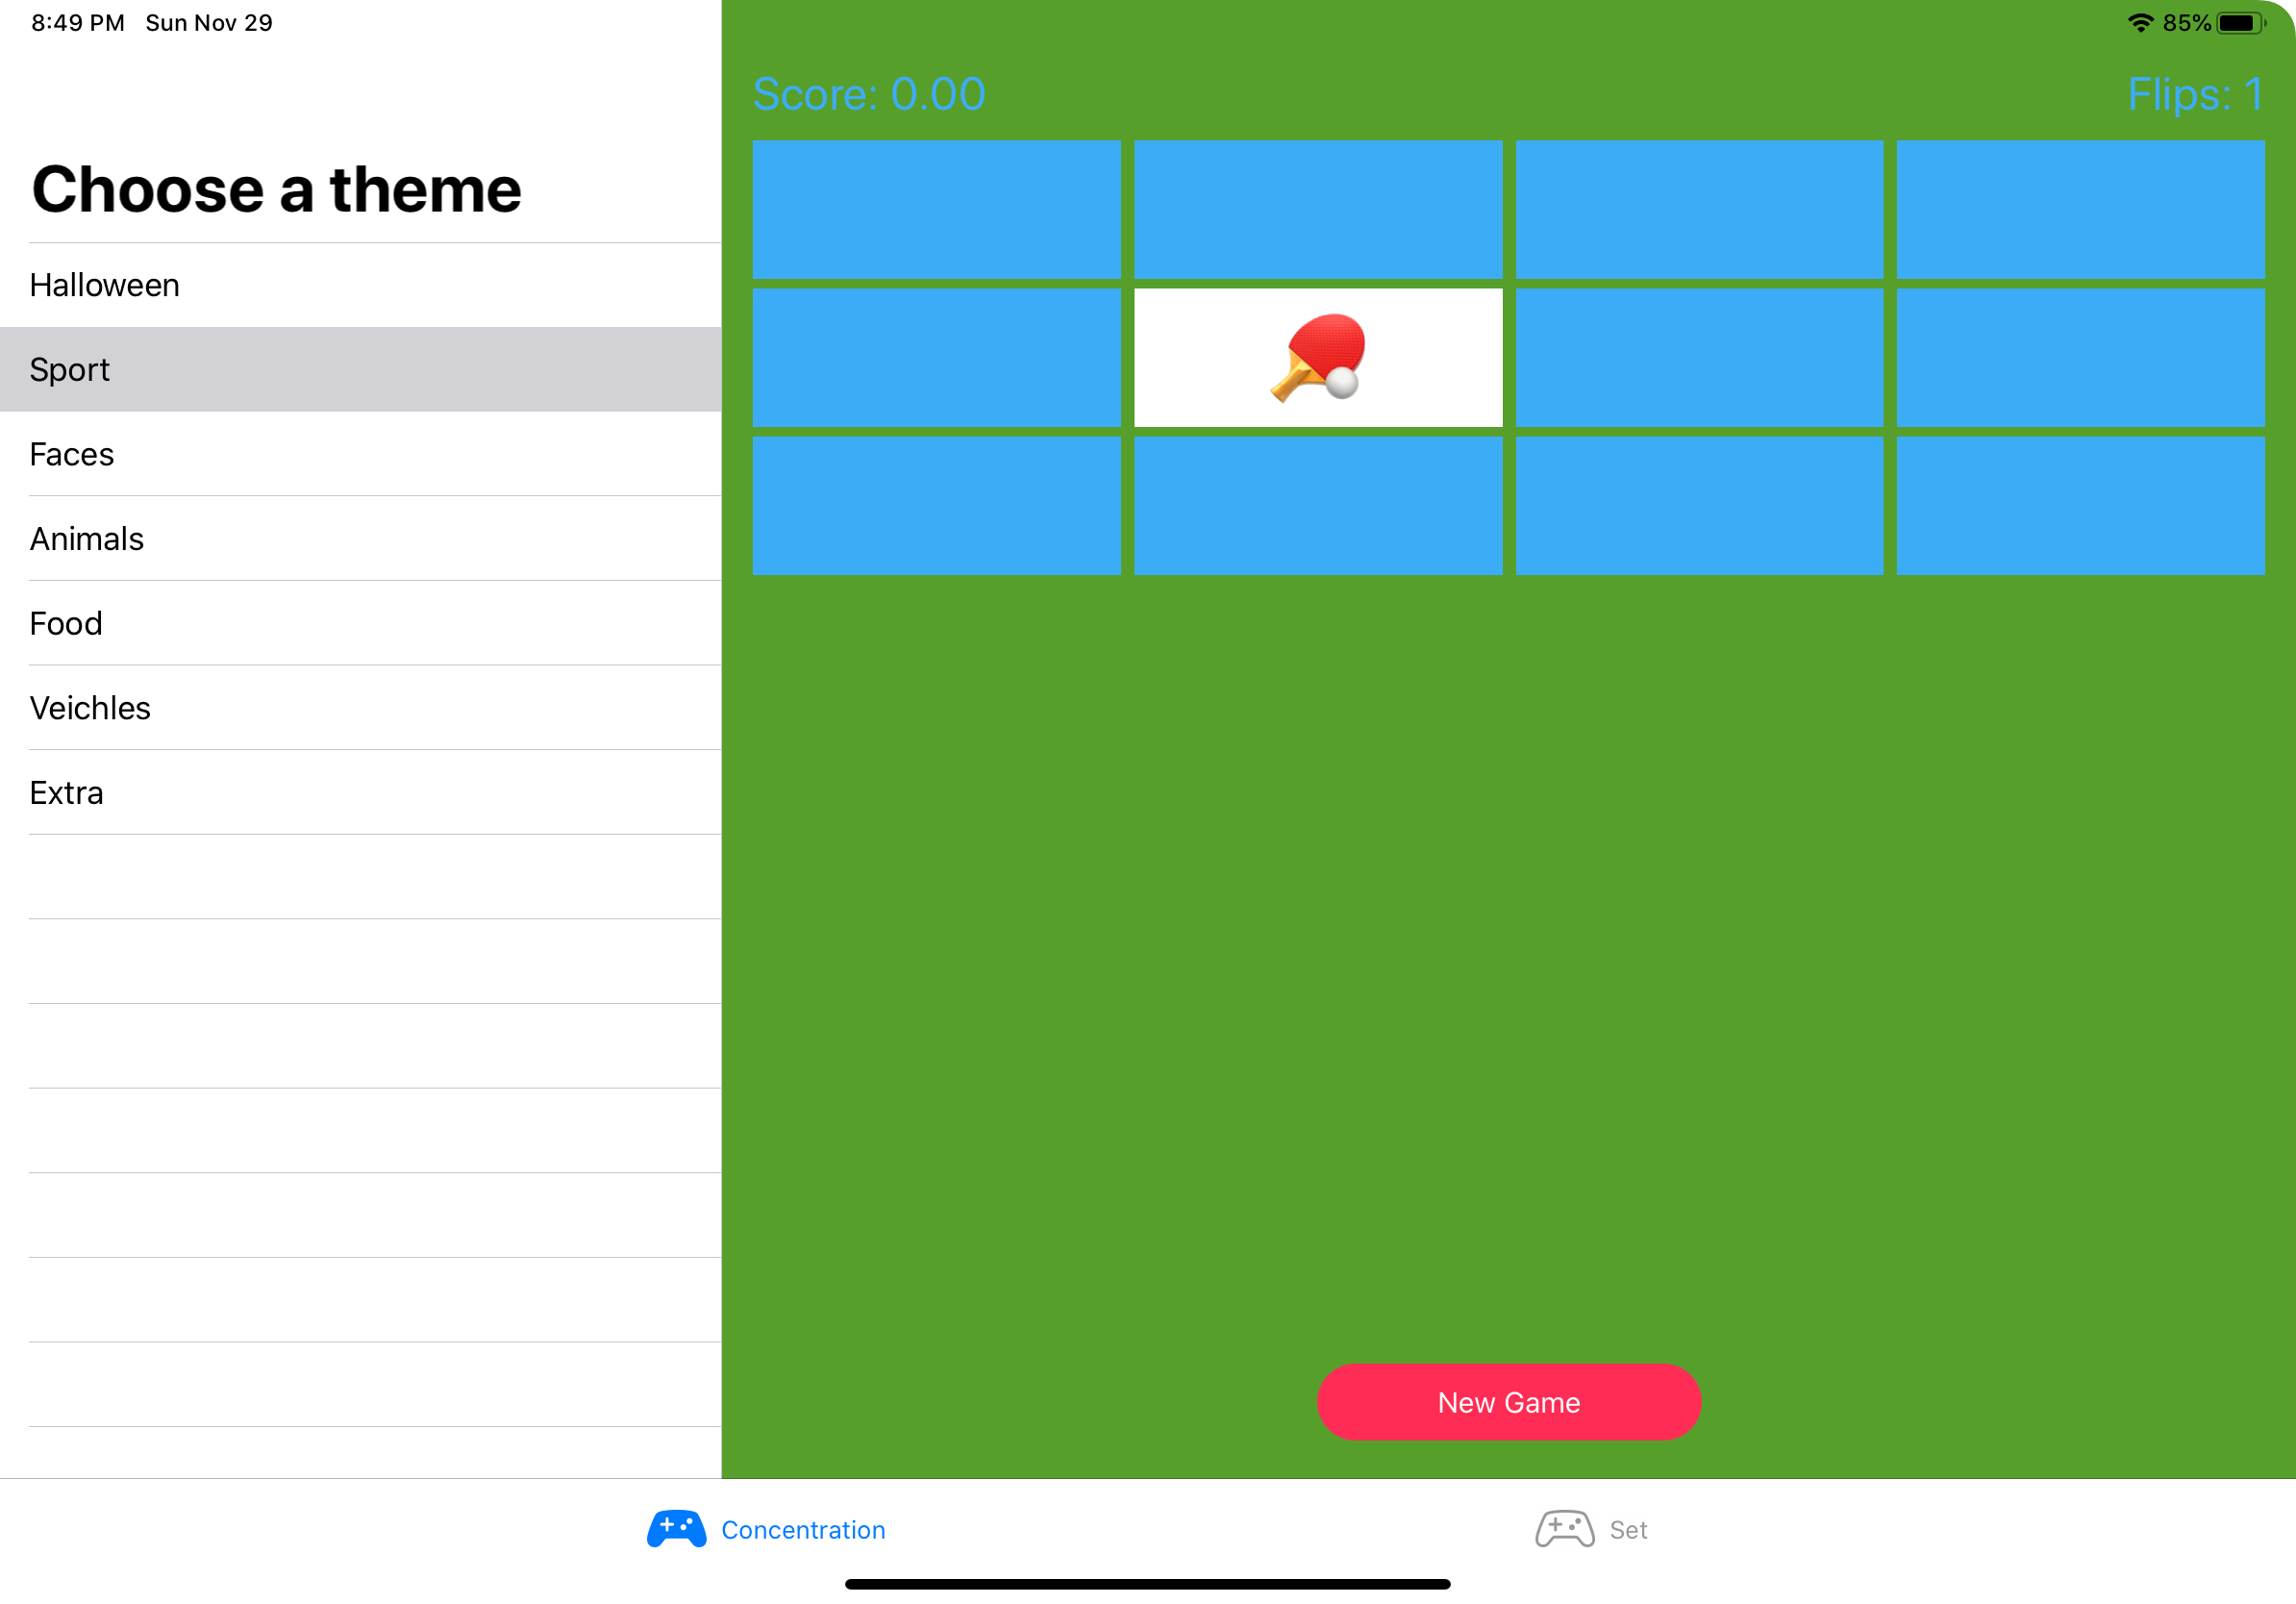 8:49 PM Sun Nov 29
85%
Choose a theme
Halloween
Sport
Faces
Animals
Food
Veichles
Extra
Score: 0.00
Flips: 1
New Game
Concentration
Set